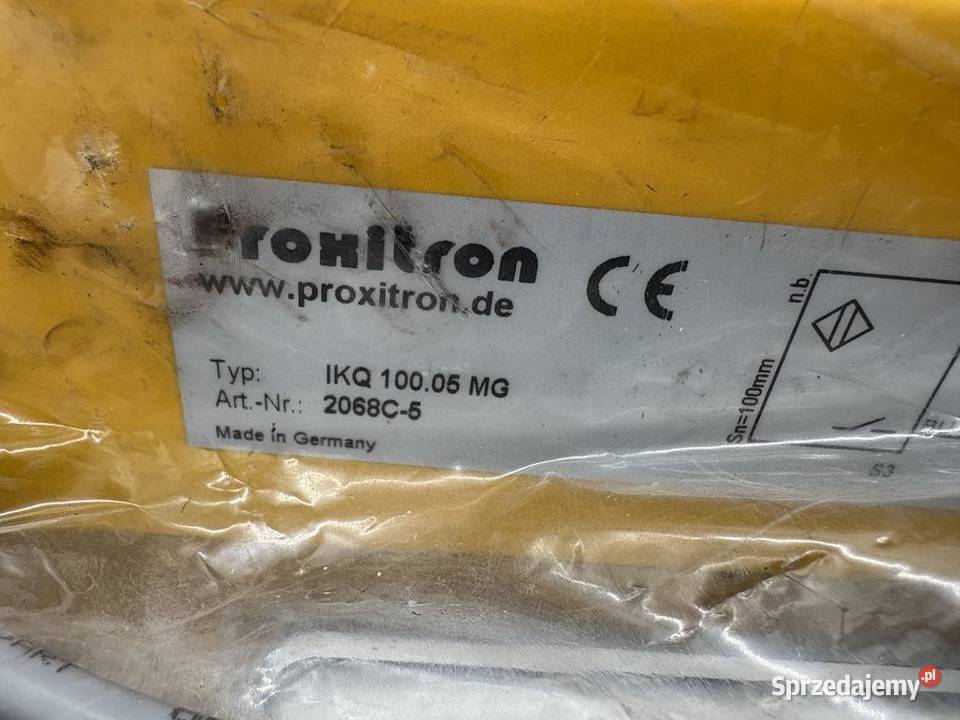 Proxitron
www.proxitron.de
CE
Typ: IKQ 100.05 MG
Art.-Nr.: 2068C-5
Made in Germany
n.b.
Sn=100mm
S3
Sprzedajemy.pl